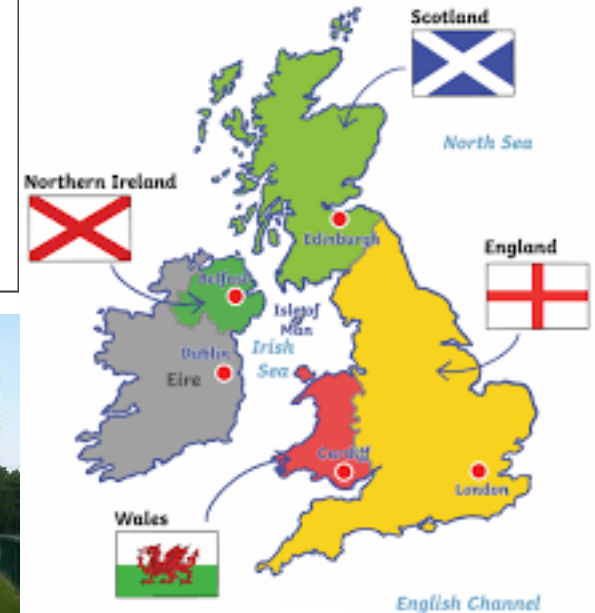 Scotland
North Sea
Northern Ireland
Edinburgh
England
Belfast
Isle of
Man
Irish
Sea
Dublin
Eire
Cardiff
London
Wales
English Channel